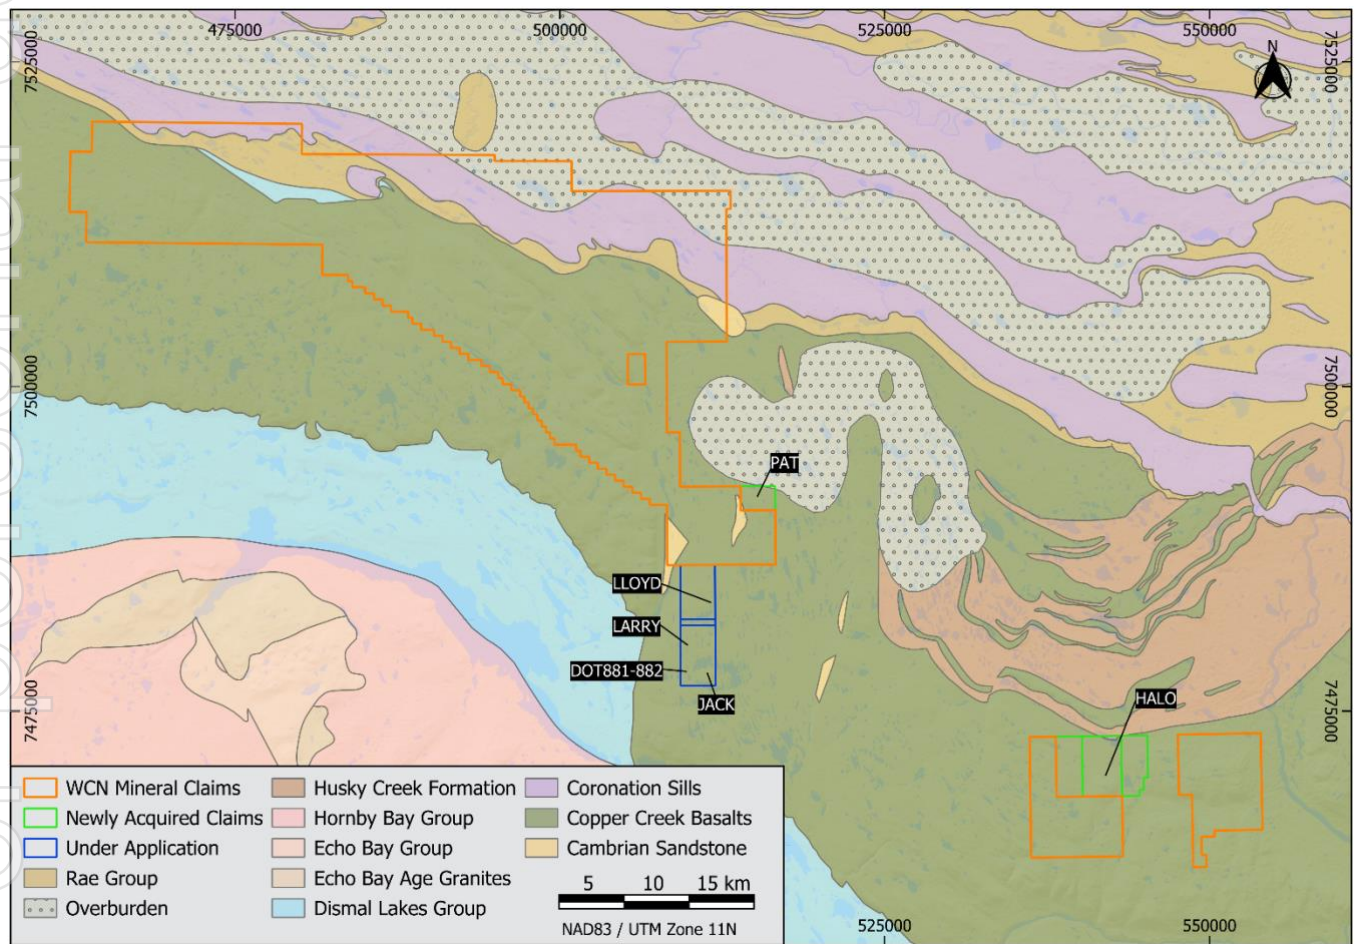 475000 500000 525000 550000
7525000 7525000
N
7500000 7500000
PAT
LLOYD
LARRY
DOT881-882
JACK
HALO
7475000 7475000
WCN Mineral Claims
Newly Acquired Claims
Under Application
Rae Group
Overburden
Husky Creek Formation
Hornby Bay Group
Echo Bay Group
Echo Bay Age Granites
Dismal Lakes Group
Coronation Sills
Copper Creek Basalts
Cambrian Sandstone
5 10 15 km
NAD83 / UTM Zone 11N
525000 550000